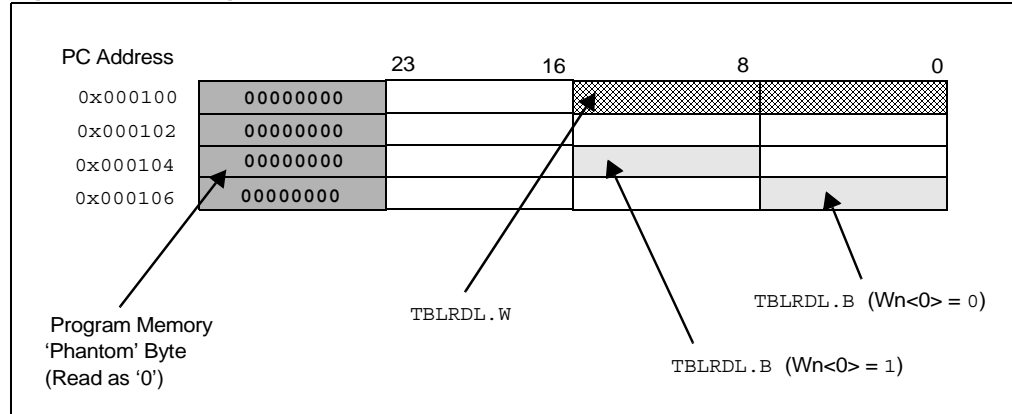 PC Address
23 16 8 0
0x000100 00000000
0x000102 00000000
0x000104 00000000
0x000106 00000000
TBLRDL.W
TBLRDL.B (Wn<0> = 0)
Program Memory
‘Phantom’ Byte
(Read as ‘0’)
TBLRDL.B (Wn<0> = 1)